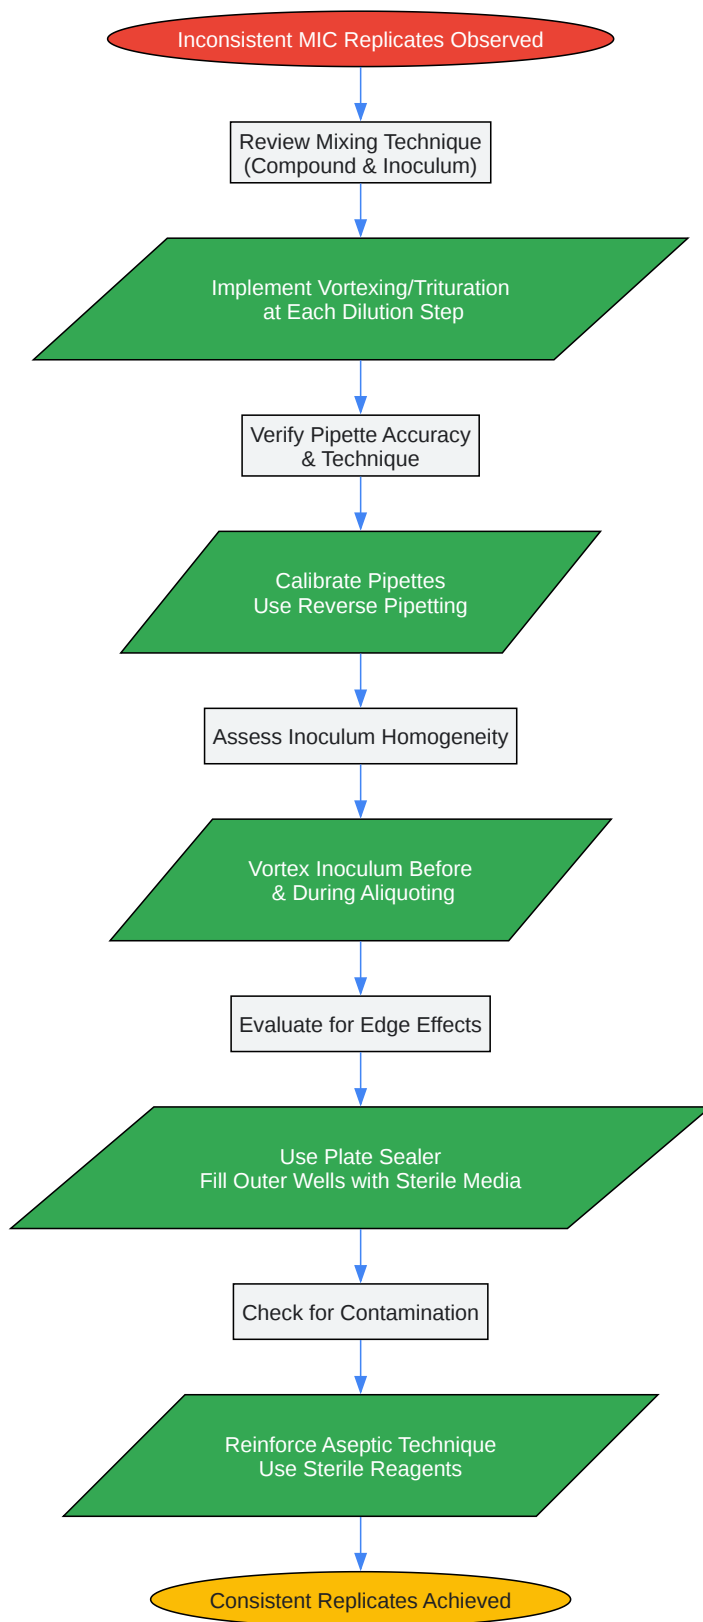 Inconsistent MIC Replicates Observed
Review Mixing Technique
(Compound & Inoculum)
Implement Vortexing/Trituration
at Each Dilution Step
Verify Pipette Accuracy
& Technique
Calibrate Pipettes
Use Reverse Pipetting
Assess Inoculum Homogeneity
Vortex Inoculum Before
& During Aliquoting
Evaluate for Edge Effects
Use Plate Sealer
Fill Outer Wells with Sterile Media
Check for Contamination
Reinforce Aseptic Technique
Use Sterile Reagents
Consistent Replicates Achieved